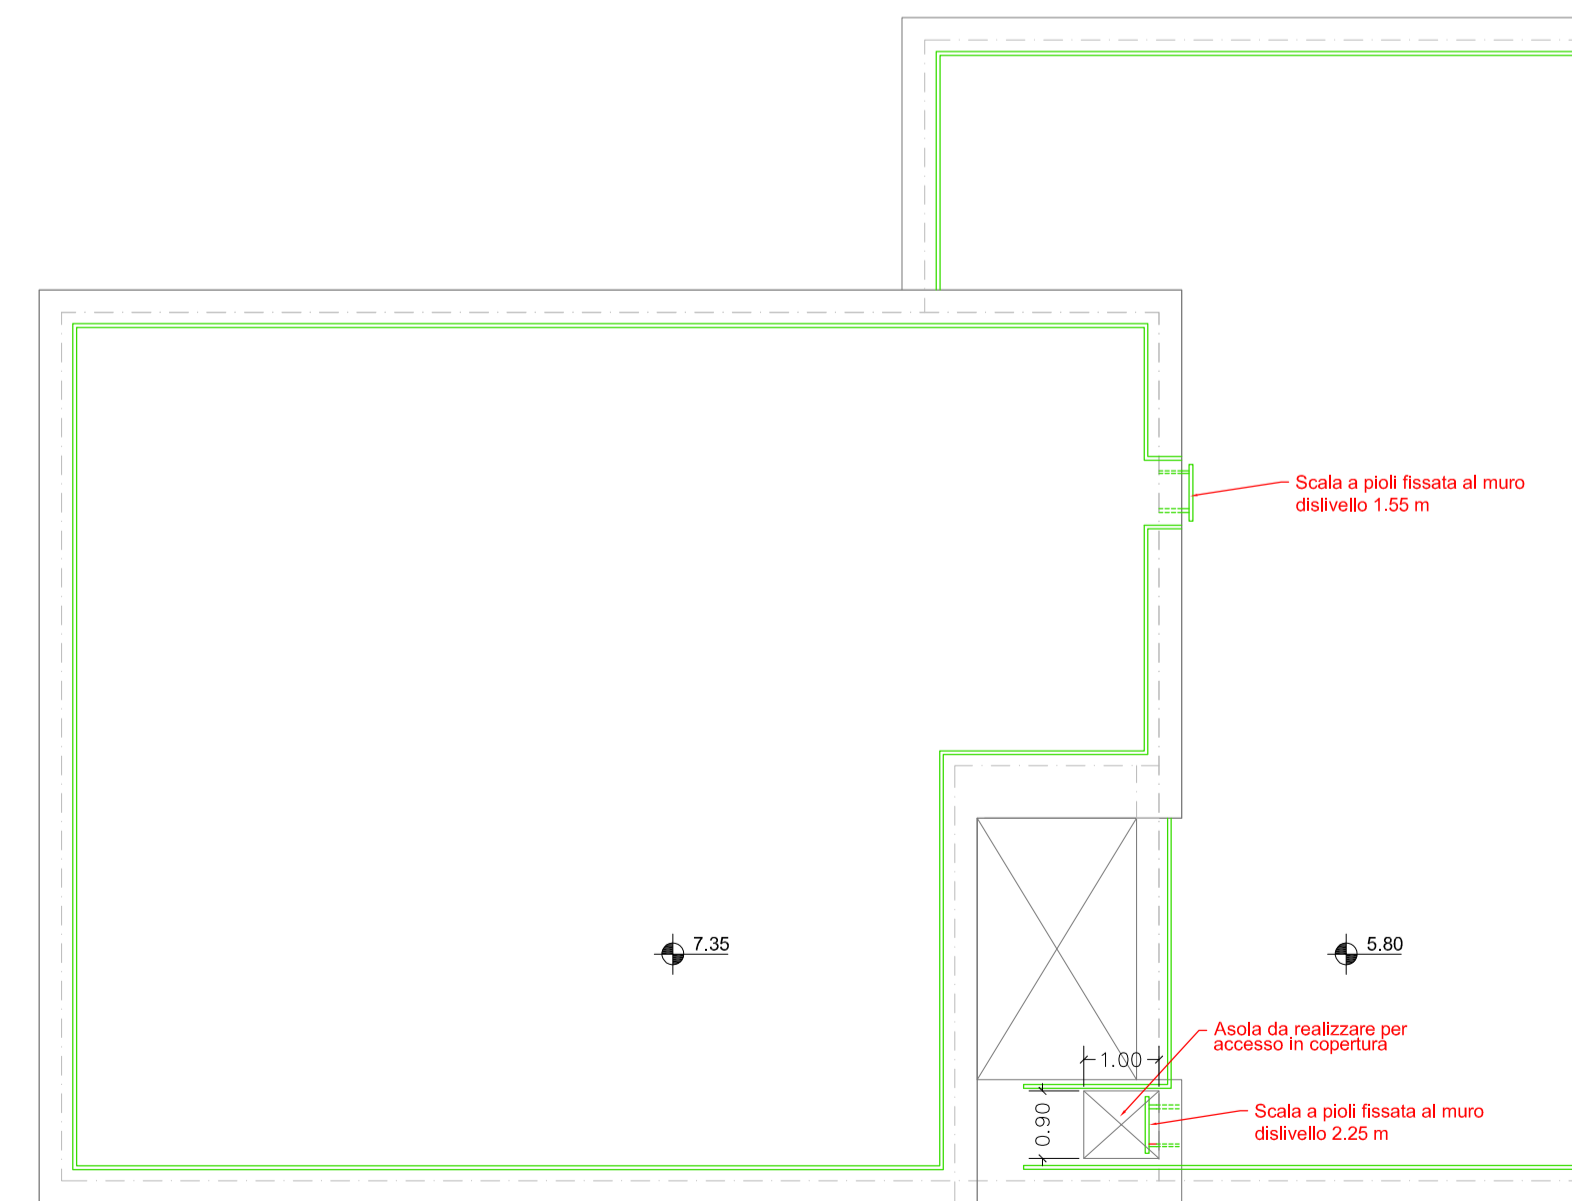 Scala a pioli fissata al muro
dislivello 1.55 m
7.35
5.80
Asola da realizzare per
accesso in copertura
1.00
0.90
Scala a pioli fissata al muro
dislivello 2.25 m